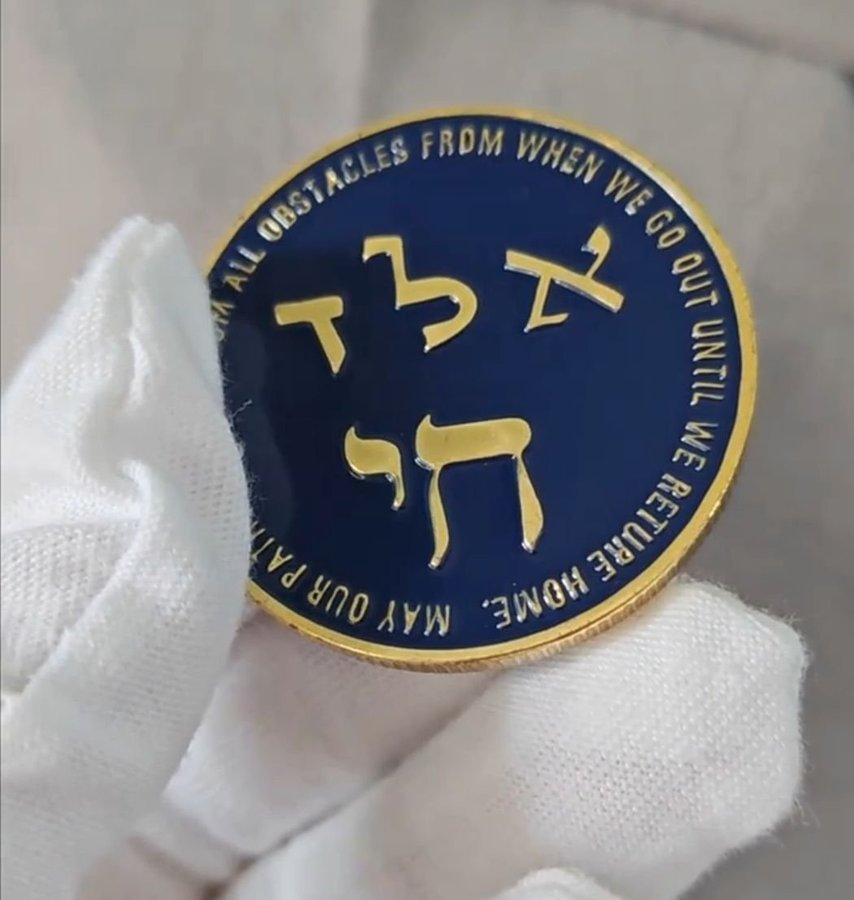 אלד
חי
MAY OUR ALL OBSTACLES FROM WHEN WE GO OUT UNTIL WE RETURE HOME.